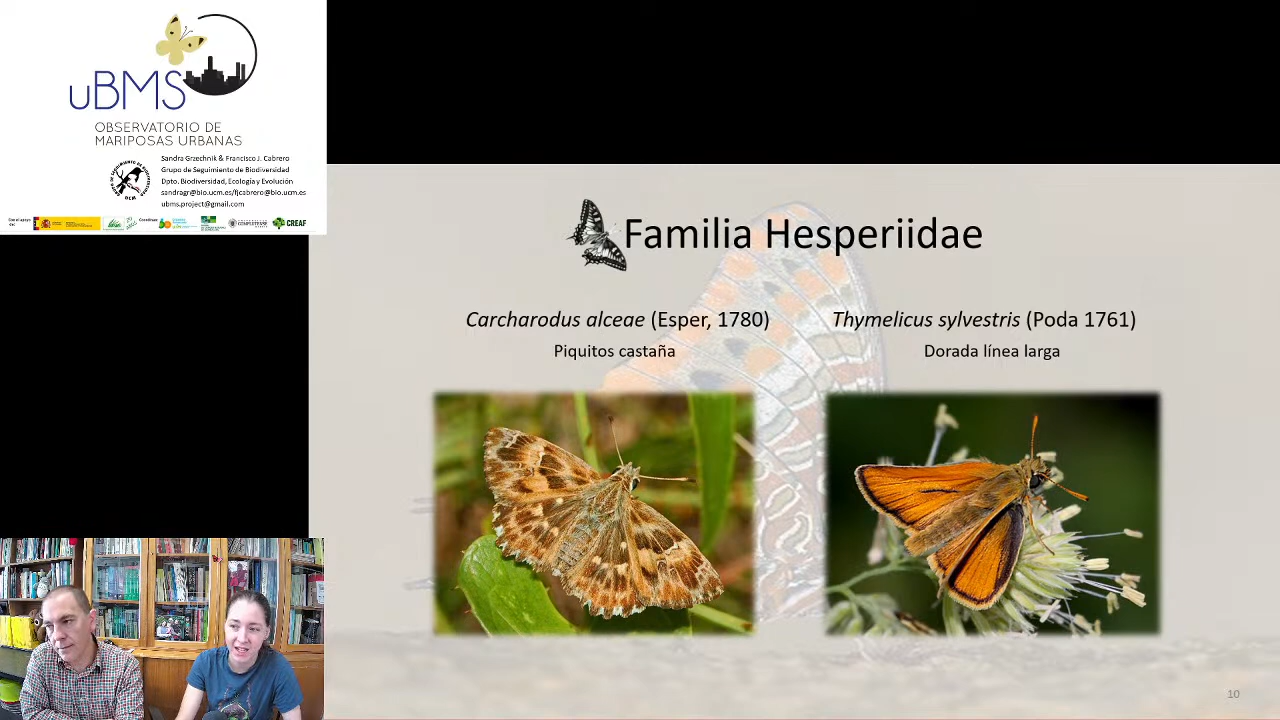 uBMS
OBSERVATORIO DE
MARIPOSAS URBANAS
Sandra Grzechnik & Francisco J. Cabrero
Grupo de Seguimiento de Biodiversidad
Dpto. Biodiversidad, Ecología y Evolución
sandragr@bio.ucm.es/fjcabrero@bio.ucm.es
ubms.project@gmail.com
UCM
CREAF
Familia Hesperiidae
Carcharodus alceae (Esper, 1780)
Piquitos castaña
Thymelicus sylvestris (Poda 1761)
Dorada línea larga
10